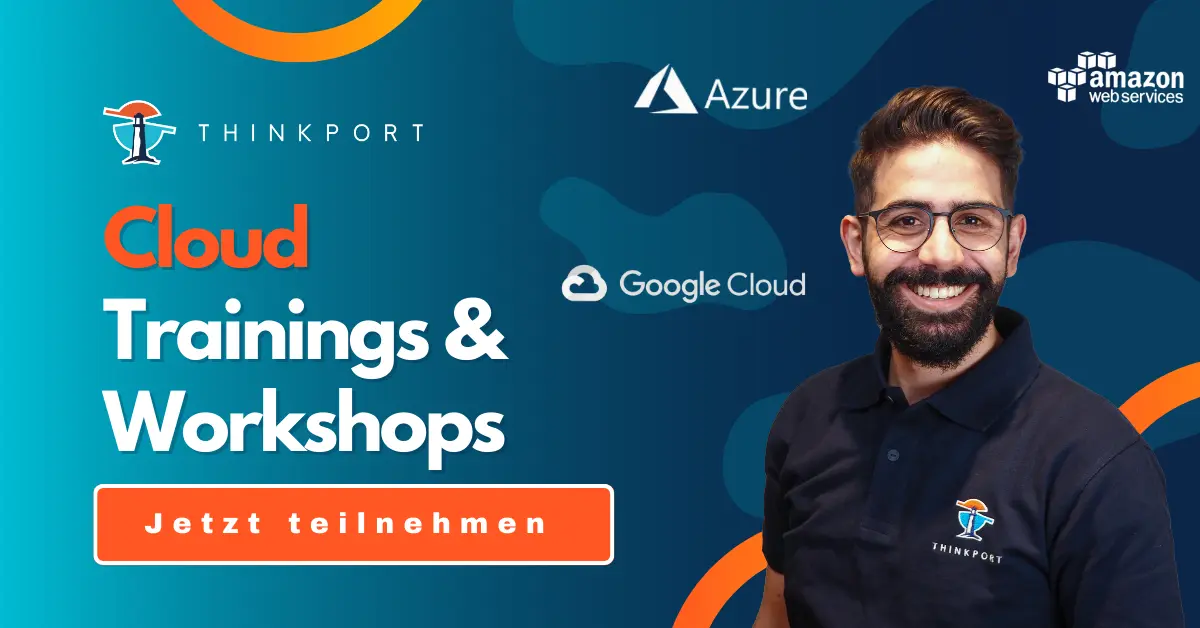 THINKPORT
Cloud
Trainings &
Workshops
Jetzt teilnehmen
Azure
amazon
web services
Google Cloud
THINKPORT